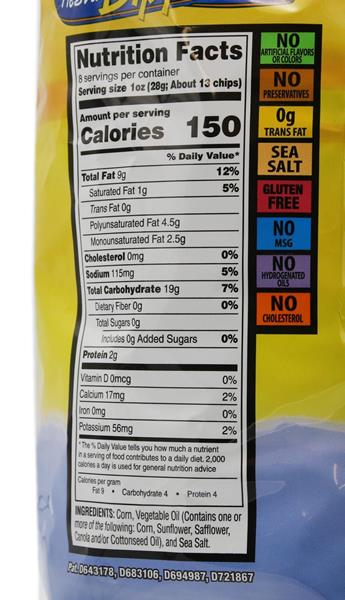 Nutrition Facts
8 servings per container
Serving size 1oz (28g; About 13 chips)
Amount per serving
Calories 150
% Daily Value*
Total Fat 9g 12%
Saturated Fat 1g 5%
Trans Fat 0g
Polyunsaturated Fat 4.5g
Monounsaturated Fat 2.5g
Cholesterol 0mg 0%
Sodium 115mg 5%
Total Carbohydrate 19g 7%
Dietary Fiber 0g 0%
Total Sugars 0g
Includes 0g Added Sugars 0%
Protein 2g
Vitamin D 0mcg 0%
Calcium 17mg 2%
Iron 0mg 0%
Potassium 56mg 2%
*The % Daily Value tells you how much a nutrient
in a serving of food contributes to a daily diet. 2,000
calories a day is used for general nutrition advice
Calories per gram
Fat 9 • Carbohydrate 4 • Protein 4
INGREDIENTS: Corn, Vegetable Oil (Contains one or
more of the following: Corn, Sunflower, Safflower,
Canola and/or Cottonseed Oil), and Sea Salt.
Pat. D643178, D683106, D694987, D721867
NO
ARTIFICIAL FLAVORS
OR COLORS
NO
PRESERVATIVES
0g
TRANS FAT
SEA
SALT
GLUTEN
FREE
NO
MSG
NO
HYDROGENATED
OILS
NO
CHOLESTEROL